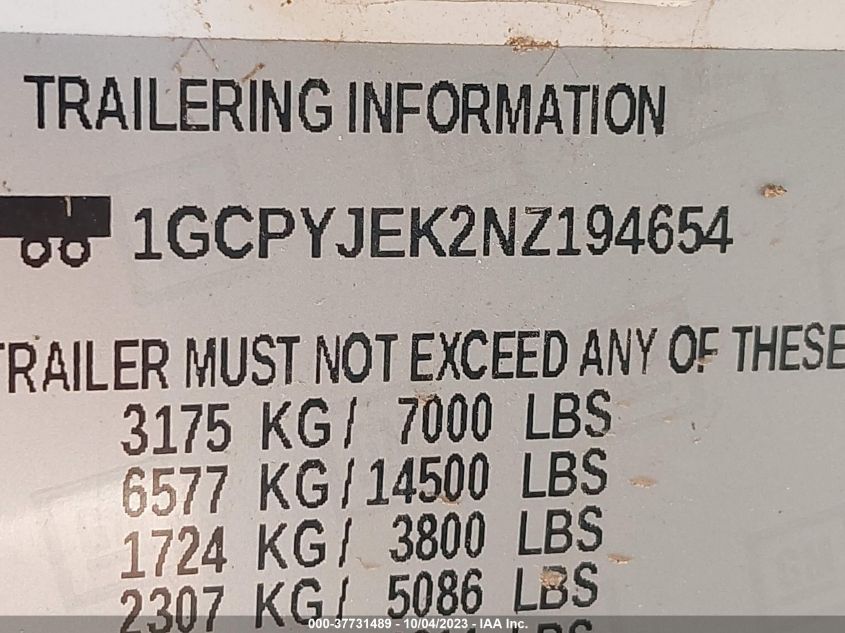 TRAILERING INFORMATION
1GCPYJEK2NZ194654
TRAILER MUST NOT EXCEED ANY OF THESE
3175 KG/ 7000 LBS
6577 KG/14500 LBS
1724 KG/ 3800 LBS
2307 KG/ 5086 LBS
000-37731489 - 10/04/2023 - IAA Inc.